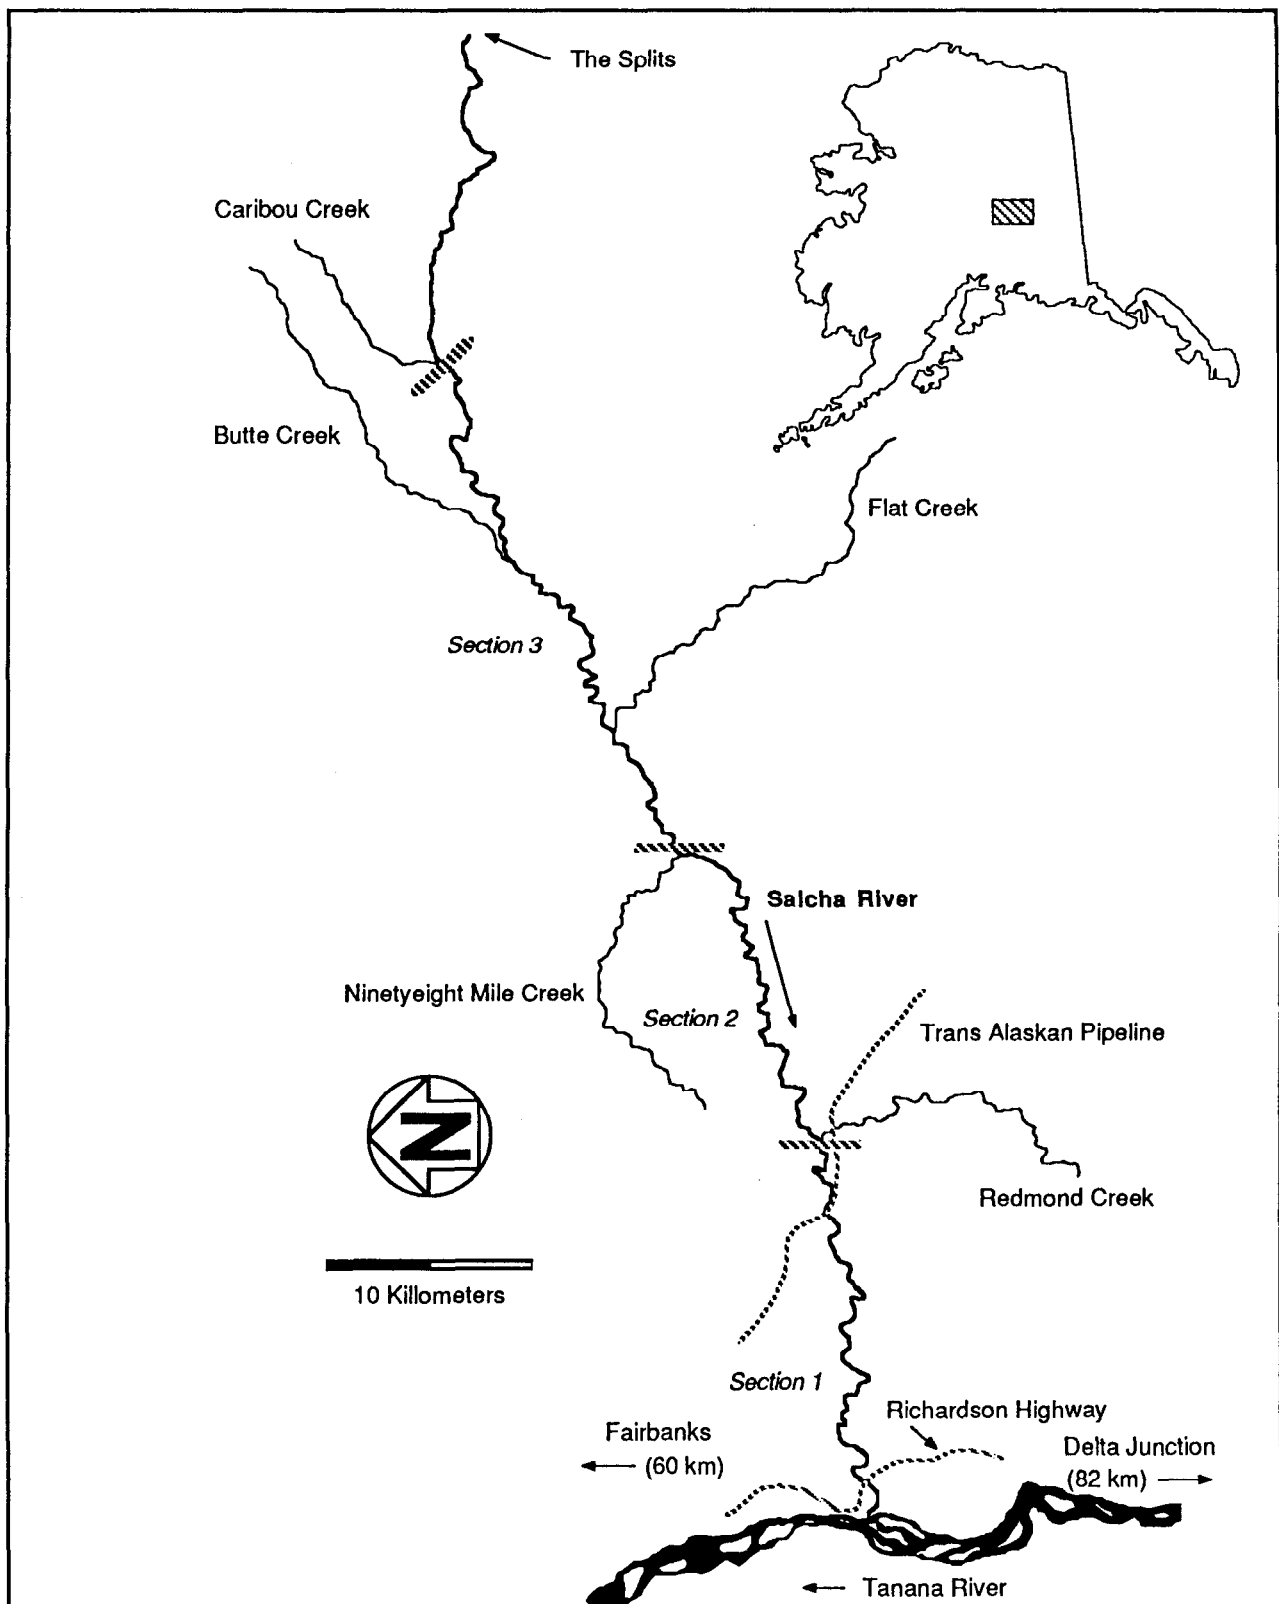 The Splits
Caribou Creek
Butte Creek
Flat Creek
Section 3
Salcha River
Ninetyeight Mile Creek
Section 2
Trans Alaskan Pipeline
N
Redmond Creek
10 Killometers
Section 1
Richardson Highway
Fairbanks
(60 km)
Delta Junction
(82 km)
Tanana River